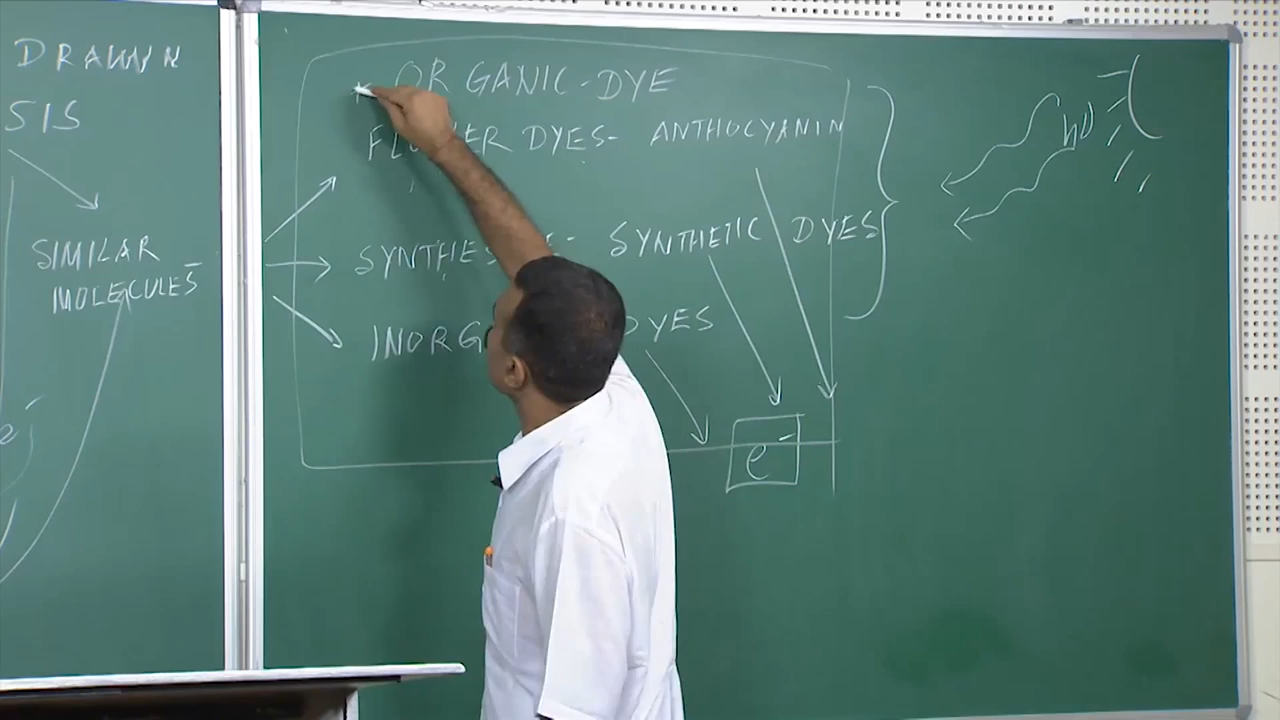 DRAWN
SIS
SIMILAR
MOLECULES
ORGANIC-DYE
DYES- ANTHOCYANIN
SYNTHETIC DYES
DYES
e-
hν